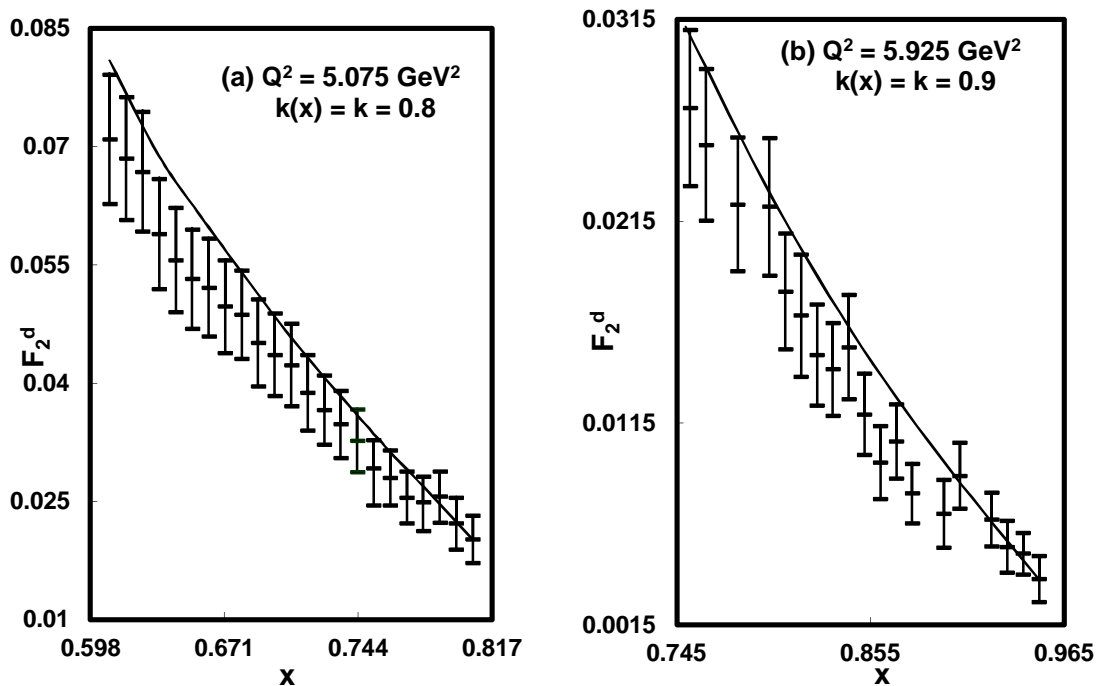 (a) Q² = 5.075 GeV²
k(x) = k = 0.8
0.085
0.07
0.055
0.04
0.025
0.01
F₂ᵈ
0.598 0.671 0.744 0.817
x
(b) Q² = 5.925 GeV²
k(x) = k = 0.9
0.0315
0.0215
0.0115
0.0015
F₂ᵈ
0.745 0.855 0.965
x